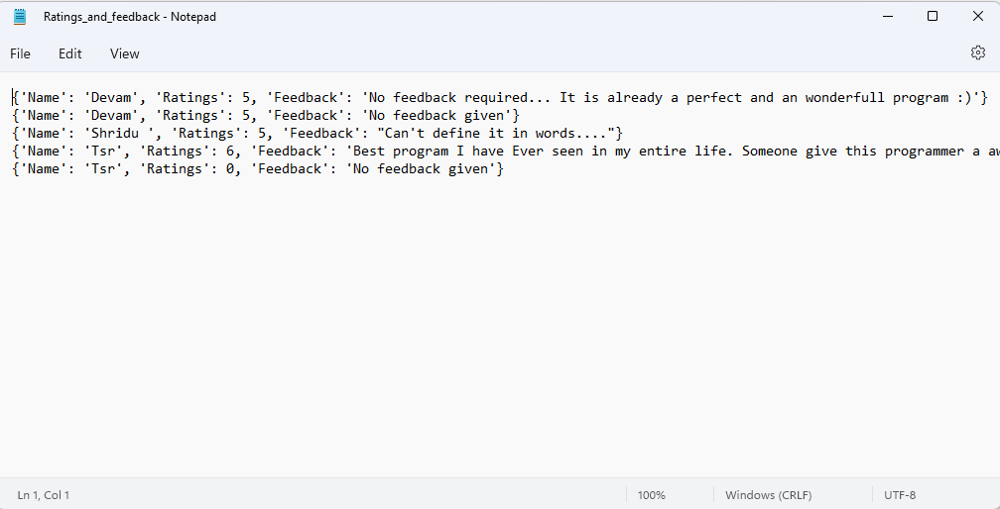 Ratings_and_feedback - Notepad
File Edit View
{'Name': 'Devam', 'Ratings': 5, 'Feedback': 'No feedback required... It is already a perfect and an wonderfull program :)'}
{'Name': 'Devam', 'Ratings': 5, 'Feedback': 'No feedback given'}
{'Name': 'Shridu ', 'Ratings': 5, 'Feedback': "Can't define it in words...."}
{'Name': 'Tsr', 'Ratings': 6, 'Feedback': 'Best program I have Ever seen in my entire life. Someone give this programmer a
{'Name': 'Tsr', 'Ratings': 0, 'Feedback': 'No feedback given'}
Ln 1, Col 1 100% Windows (CRLF) UTF-8